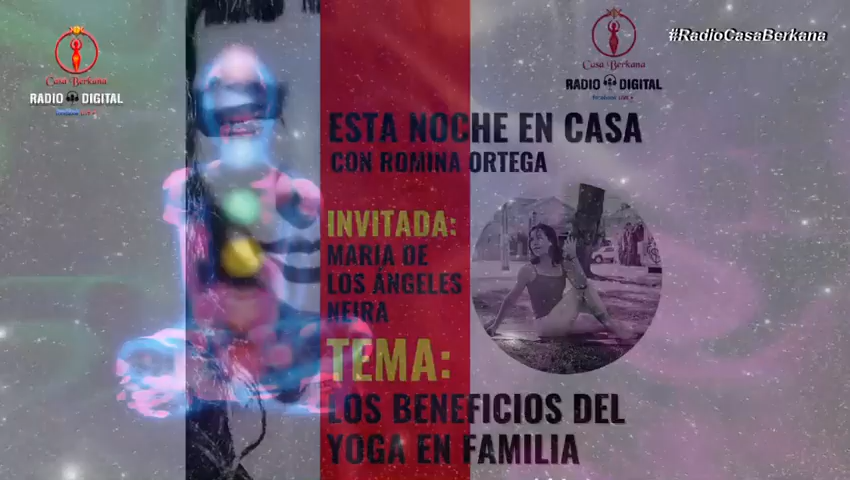 Casa Berkana
RADIO DIGITAL
Casa Berkana
RADIO DIGITAL
#RadioCasaBerkana
ESTA NOCHE EN CASA
CON ROMINA ORTEGA
INVITADA:
MARIA DE
LOS ÁNGELES
NEIRA
TEMA:
LOS BENEFICIOS DEL
YOGA EN FAMILIA